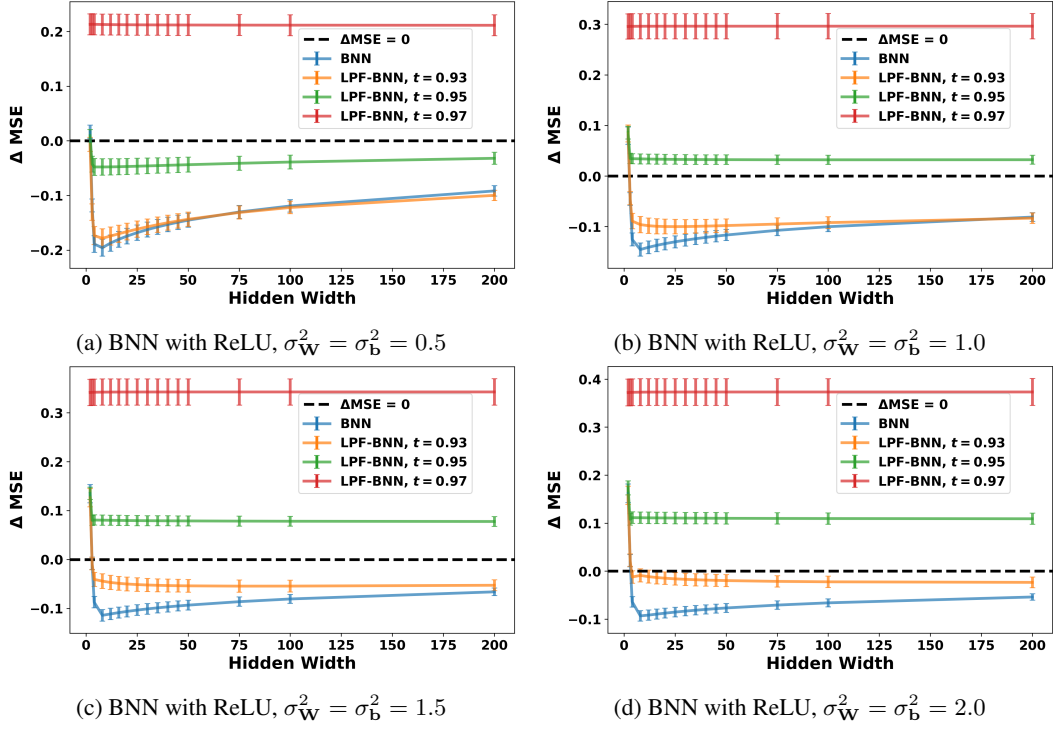 0.2
0.1
0.0
−0.1
−0.2
Δ MSE
ΔMSE = 0
BNN
LPF-BNN, t = 0.93
LPF-BNN, t = 0.95
LPF-BNN, t = 0.97
0 25 50 75 100 125 150 175 200
Hidden Width
(a) BNN with ReLU, σ²_W = σ²_b = 0.5
0.3
0.2
0.1
0.0
−0.1
Δ MSE
ΔMSE = 0
BNN
LPF-BNN, t = 0.93
LPF-BNN, t = 0.95
LPF-BNN, t = 0.97
0 25 50 75 100 125 150 175 200
Hidden Width
(b) BNN with ReLU, σ²_W = σ²_b = 1.0
0.3
0.2
0.1
0.0
−0.1
Δ MSE
ΔMSE = 0
BNN
LPF-BNN, t = 0.93
LPF-BNN, t = 0.95
LPF-BNN, t = 0.97
0 25 50 75 100 125 150 175 200
Hidden Width
(c) BNN with ReLU, σ²_W = σ²_b = 1.5
0.4
0.3
0.2
0.1
0.0
−0.1
Δ MSE
ΔMSE = 0
BNN
LPF-BNN, t = 0.93
LPF-BNN, t = 0.95
LPF-BNN, t = 0.97
0 25 50 75 100 125 150 175 200
Hidden Width
(d) BNN with ReLU, σ²_W = σ²_b = 2.0